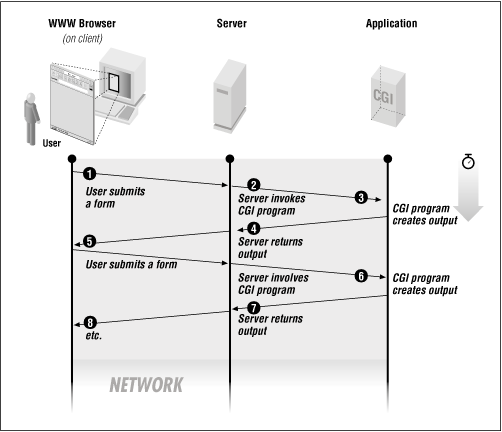 WWW Browser
(on client)
Server
Application
CGI
User
1
User submits
a form
2
Server invokes
CGI program
3
CGI program
creates output
4
Server returns
output
5
User submits a form
Server involves
CGI program
6
CGI program
creates output
7
Server returns
output
8
etc.
NETWORK